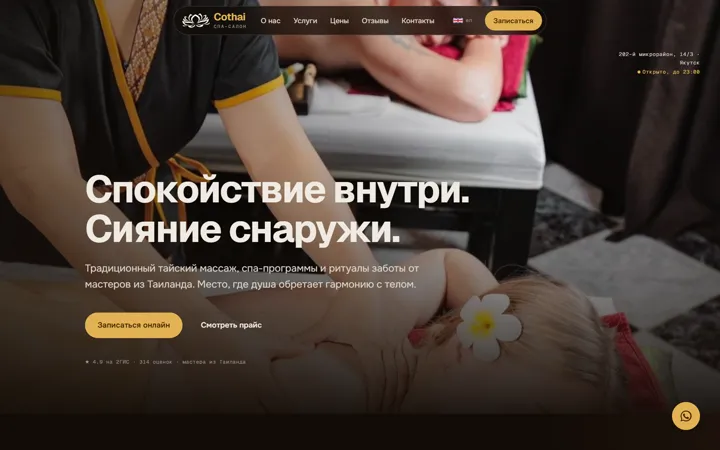 Cothai
СПА-САЛОН
О нас
Услуги
Цены
Отзывы
Контакты
Записаться
202-й микрорайон, 14/3 ·
Якутск
Открыто, до 23:00
Спокойствие внутри.
Сияние снаружи.
Традиционный тайский массаж, спа-программы и ритуалы заботы от
мастеров из Таиланда. Место, где душа обретает гармонию с телом.
Записаться онлайн
Смотреть прайс
★ 4.9 на 2ГИС · 314 оценок · мастера из Таиланда